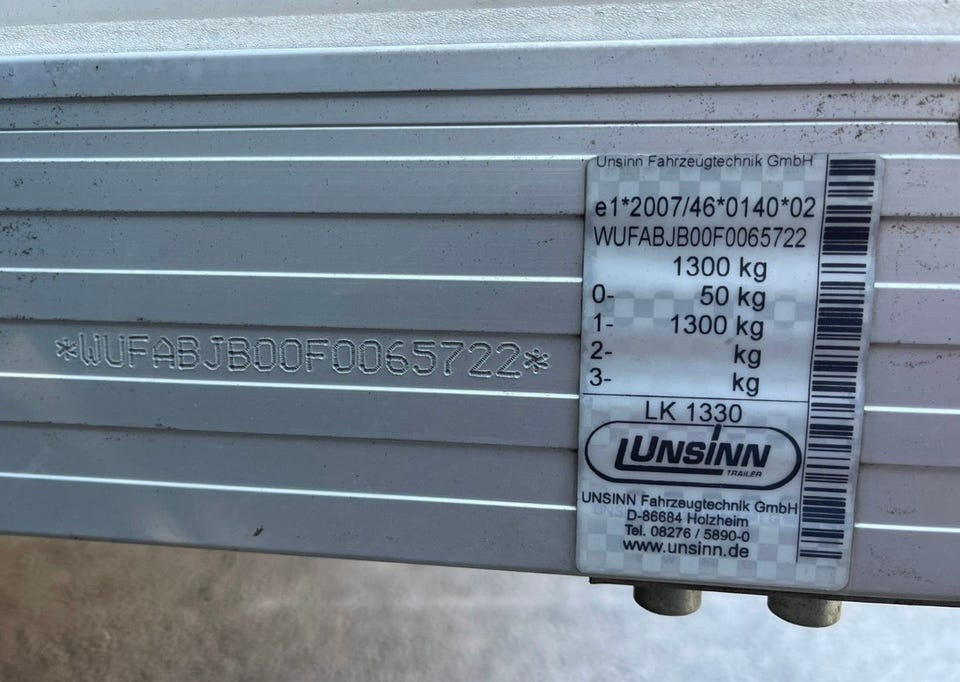 *WUFABJB00F0065722*
Unsinn Fahrzeugtechnik GmbH
e1*2007/46*0140*02
WUFABJB00F0065722
1300 kg
0- 50 kg
1- 1300 kg
2- kg
3- kg
LK 1330
UNSINN
TRAILER
UNSINN Fahrzeugtechnik GmbH
D-86684 Holzheim
Tel. 08276 / 5890-0
www.unsinn.de